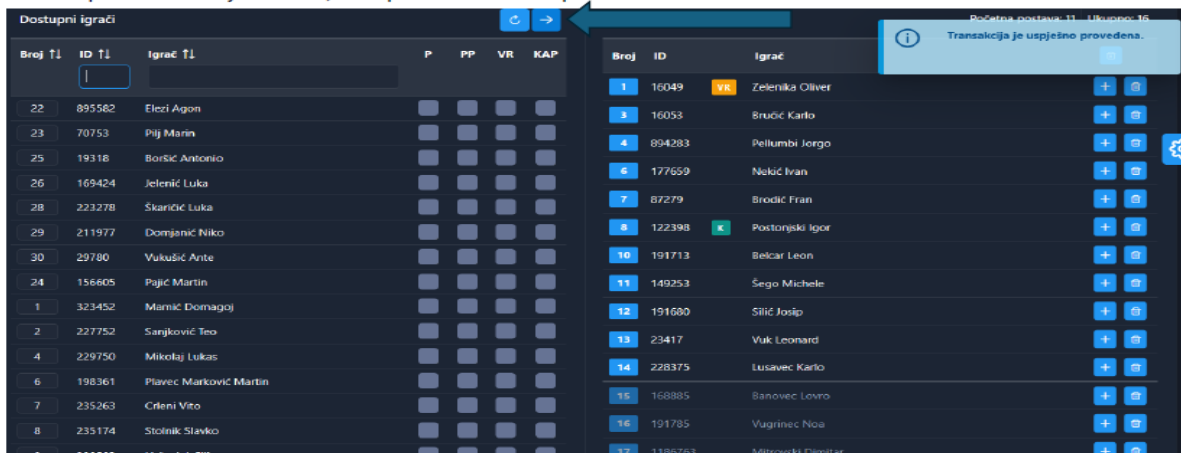 Dostupni igrači
Početna postava: 11 Ukupno: 16
Transakcija je uspješno provedena.
Broj ID Igrač P PP VR KAP
22 895582 Elezi Agon
23 70753 Pilj Marin
25 19318 Boršić Antonio
26 169424 Jelenić Luka
28 223278 Škaričić Luka
29 211977 Domjanić Niko
30 29780 Vukušić Ante
24 156605 Pajić Martin
1 323452 Mamić Domagoj
2 227752 Sanjković Teo
4 229750 Mikolaj Lukas
6 198361 Plavec Marković Martin
7 235263 Crleni Vito
8 235174 Stolnik Slavko
Broj ID Igrač
1 16049 VR Zelenika Oliver
3 16053 Bručić Karlo
4 894283 Pellumbi Jorgo
6 177659 Nekić Ivan
7 87279 Brodić Fran
8 122398 K Postonjski Igor
10 191713 Belcar Leon
11 149253 Šego Michele
12 191680 Silić Josip
13 23417 Vuk Leonard
14 228375 Lusavec Karlo
15 168885 Banovec Lovro
16 191785 Vugrinec Noa
17 1186763 Mitrovski Dimitar